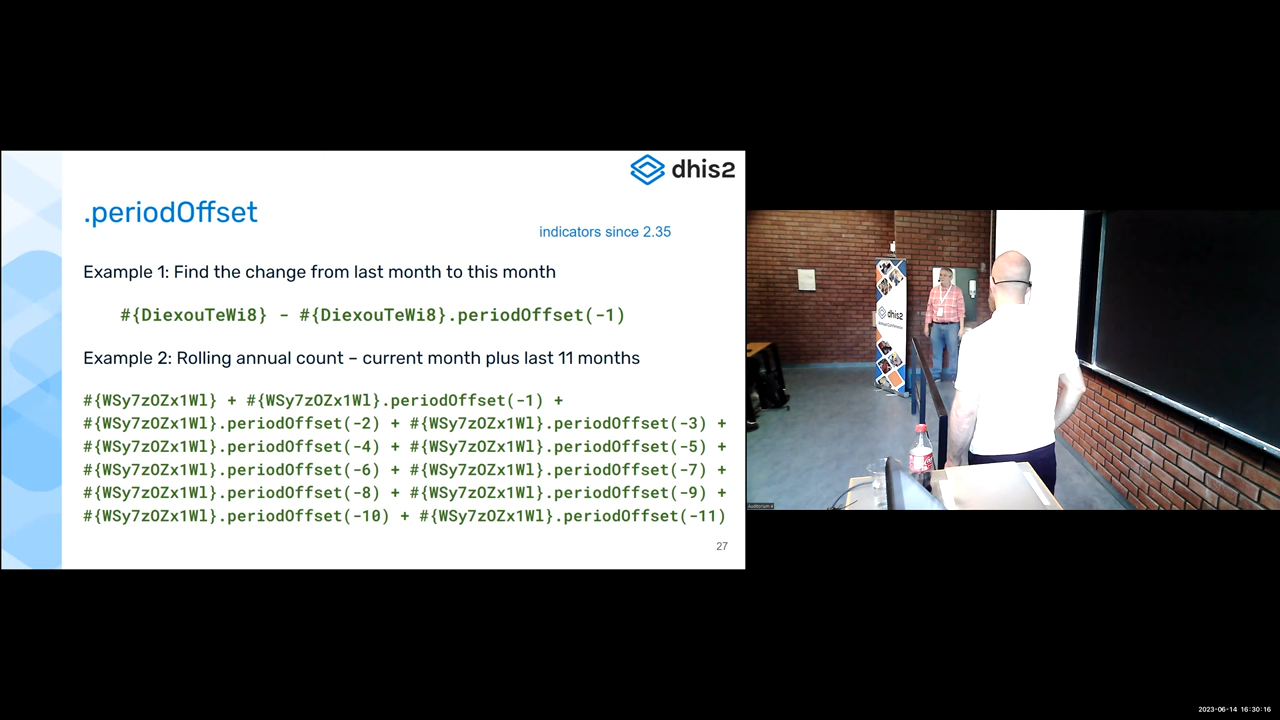 dhis2
.periodOffset
indicators since 2.35
Example 1: Find the change from last month to this month
#{DiexouTeWi8} - #{DiexouTeWi8}.periodOffset(-1)
Example 2: Rolling annual count – current month plus last 11 months
#{WSy7zOZx1Wl} + #{WSy7zOZx1Wl}.periodOffset(-1) +
#{WSy7zOZx1Wl}.periodOffset(-2) + #{WSy7zOZx1Wl}.periodOffset(-3) +
#{WSy7zOZx1Wl}.periodOffset(-4) + #{WSy7zOZx1Wl}.periodOffset(-5) +
#{WSy7zOZx1Wl}.periodOffset(-6) + #{WSy7zOZx1Wl}.periodOffset(-7) +
#{WSy7zOZx1Wl}.periodOffset(-8) + #{WSy7zOZx1Wl}.periodOffset(-9) +
#{WSy7zOZx1Wl}.periodOffset(-10) + #{WSy7zOZx1Wl}.periodOffset(-11)
27
dhis2
2023-06-14 16:30:16